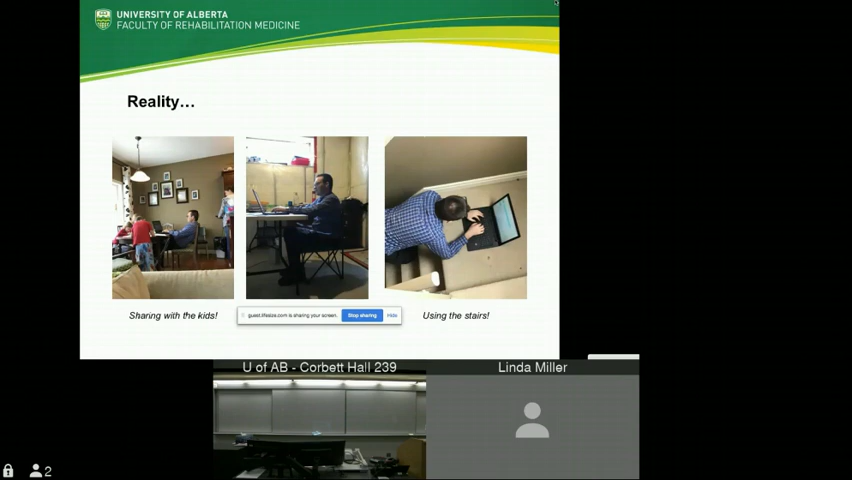 UNIVERSITY OF ALBERTA
FACULTY OF REHABILITATION MEDICINE
Reality…
Sharing with the kids!
guest.lifesize.com is sharing your screen.
Stop sharing
Hide
Using the stairs!
U of AB - Corbett Hall 239
Linda Miller
2